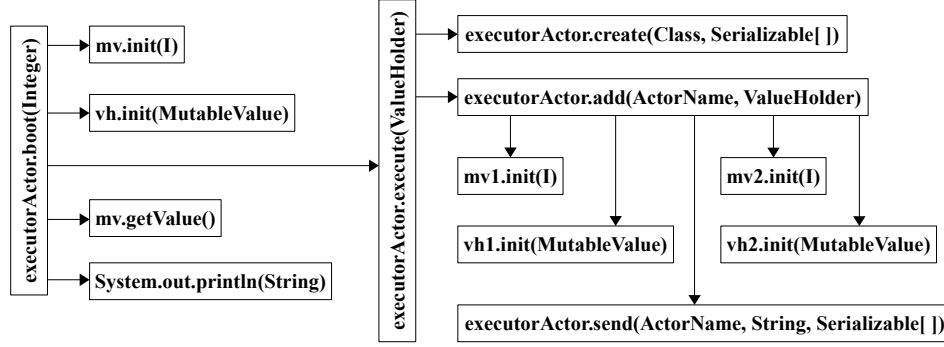 executorActor.boot(Integer)
mv.init(I)
vh.init(MutableValue)
mv.getValue()
System.out.println(String)
executorActor.execute(ValueHolder)
executorActor.create(Class, Serializable[ ])
executorActor.add(ActorName, ValueHolder)
mv1.init(I)
mv2.init(I)
vh1.init(MutableValue)
vh2.init(MutableValue)
executorActor.send(ActorName, String, Serializable[ ])